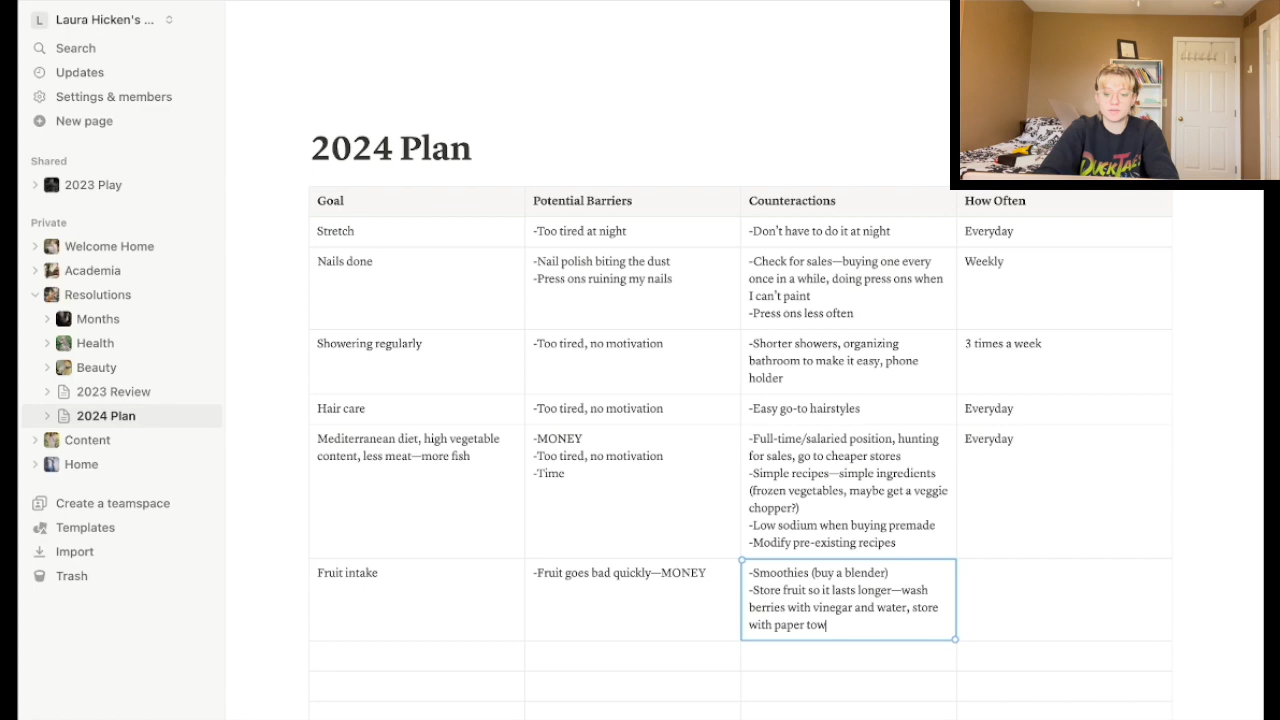 L Laura Hicken's ...
Search
Updates
Settings & members
New page
Shared
2023 Play
Private
Welcome Home
Academia
Resolutions
Months
Health
Beauty
2023 Review
2024 Plan
Content
Home
Create a teamspace
Templates
Import
Trash
2024 Plan
Goal
Potential Barriers
Counteractions
How Often
Stretch
-Too tired at night
-Don't have to do it at night
Everyday
Nails done
-Nail polish biting the dust
-Press ons ruining my nails
-Check for sales—buying one every
once in a while, doing press ons when
I can't paint
-Press ons less often
Weekly
Showering regularly
-Too tired, no motivation
-Shorter showers, organizing
bathroom to make it easy, phone
holder
3 times a week
Hair care
-Too tired, no motivation
-Easy go-to hairstyles
Everyday
Mediterranean diet, high vegetable
content, less meat—more fish
-MONEY
-Too tired, no motivation
-Time
-Full-time/salaried position, hunting
for sales, go to cheaper stores
-Simple recipes—simple ingredients
(frozen vegetables, maybe get a veggie
chopper?)
-Low sodium when buying premade
-Modify pre-existing recipes
Everyday
Fruit intake
-Fruit goes bad quickly—MONEY
-Smoothies (buy a blender)
-Store fruit so it lasts longer—wash
berries with vinegar and water, store
with paper tow
DUCKTALES